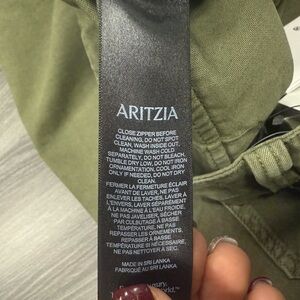 ARITZIA
CLOSE ZIPPER BEFORE
CLEANING, DO NOT SPOT
CLEAN, WASH INSIDE OUT,
MACHINE WASH COLD
SEPARATELY, DO NOT BLEACH,
TUMBLE DRY LOW, DO NOT IRON
ORNAMENTATION, COOL IRON
ONLY IF NEEDED, DO NOT DRY
CLEAN.
FERMER LA FERMETURE ÉCLAIR
AVANT DE LAVER, NE PAS
ENLEVER LES TACHES, LAVER À
L'ENVERS, LAVER SÉPARÉMENT
À LA MACHINE À L'EAU FROIDE,
NE PAS JAVELISER, SÉCHER
PAR CULBUTAGE À BASSE
TEMPÉRATURE, NE PAS
REPASSER LES ORNEMENTS.
REPASSER À BASSE
TEMPÉRATURE SI NÉCESSAIRE,
NE PAS NETTOYER À SEC.
MADE IN SRI LANKA
FABRIQUÉ AU SRI LANKA